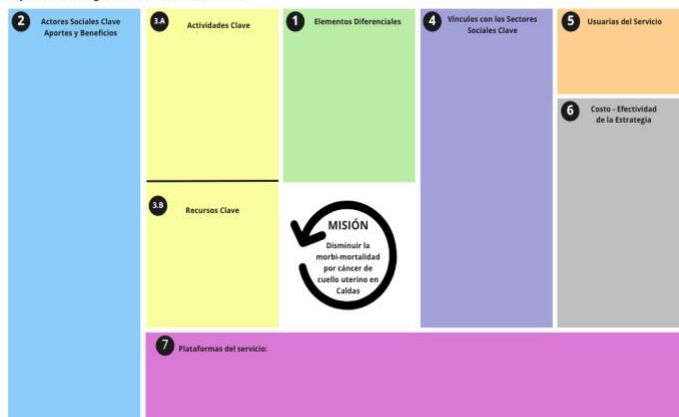 2
Actores Sociales Clave
Aportes y Beneficios
3.A
Actividades Clave
1
Elementos Diferenciales
4
Vínculos con los Sectores
Sociales Clave
5
Usuarias del Servicio
6
Costo - Efectividad
de la Estrategia
3.B
Recursos Clave
MISIÓN
Disminuir la
morbi-mortalidad
por cáncer de
cuello uterino en
Caldas
7
Plataformas del servicio: